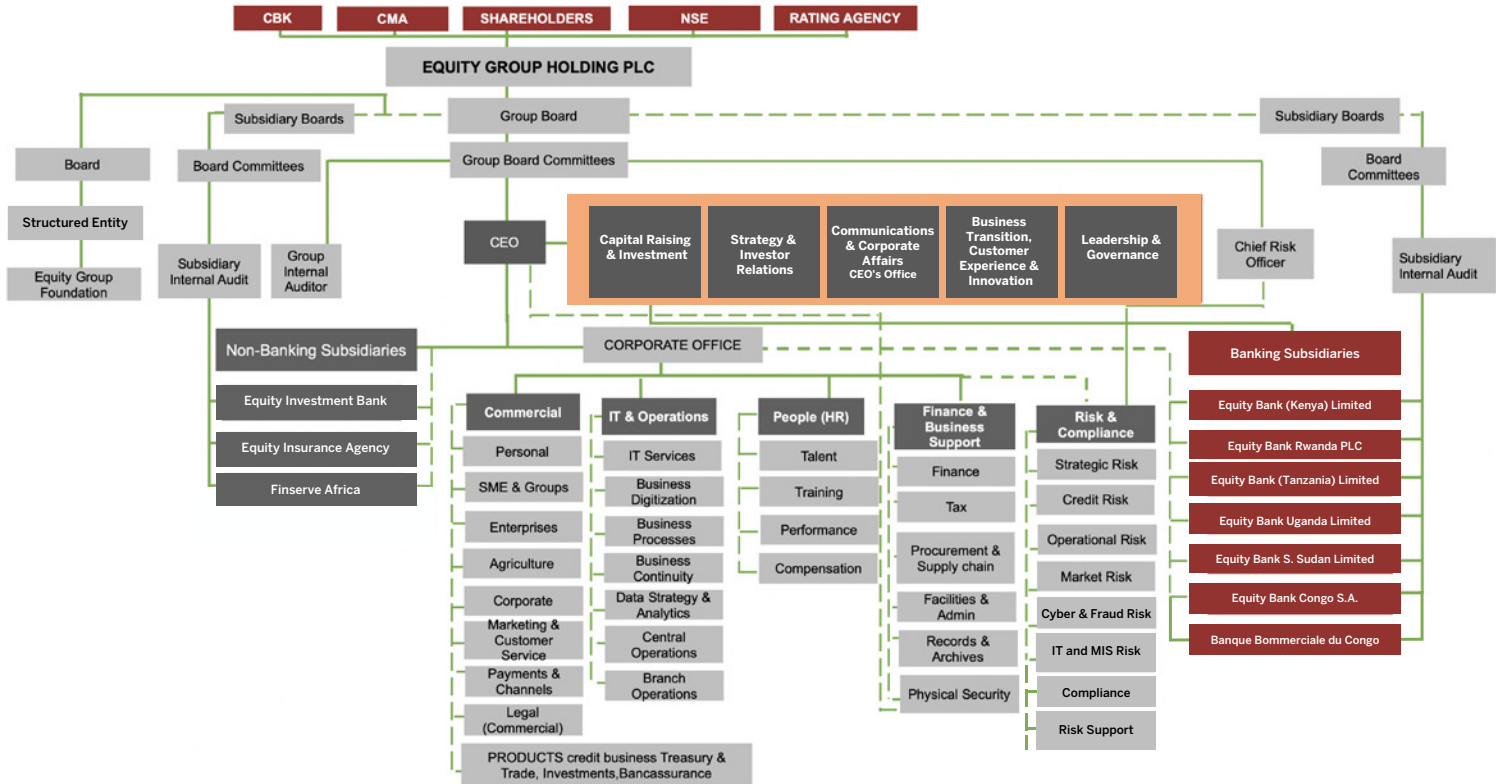 CBK
CMA
SHAREHOLDERS
NSE
RATING AGENCY
EQUITY GROUP HOLDING PLC
Subsidiary Boards
Group Board
Subsidiary Boards
Board
Board Committees
Group Board Committees
Board
Committees
Structured Entity
Equity Group
Foundation
Subsidiary
Internal Audit
Group
Internal
Auditor
CEO
Capital Raising
& Investment
Strategy &
Investor
Relations
Communications
& Corporate
Affairs
CEO's Office
Business
Transition,
Customer
Experience &
Innovation
Leadership &
Governance
Chief Risk
Officer
Subsidiary
Internal Audit
Non-Banking Subsidiaries
Equity Investment Bank
Equity Insurance Agency
Finserve Africa
CORPORATE OFFICE
Commercial
Personal
SME & Groups
Enterprises
Agriculture
Corporate
Marketing &
Customer
Service
Payments &
Channels
Legal
(Commercial)
PRODUCTS credit business Treasury &
Trade, Investments,Bancassurance
IT & Operations
IT Services
Business
Digitization
Business
Processes
Business
Continuity
Data Strategy &
Analytics
Central
Operations
Branch
Operations
People (HR)
Talent
Training
Performance
Compensation
Finance &
Business
Support
Finance
Tax
Procurement &
Supply chain
Facilities &
Admin
Records &
Archives
Physical Security
Risk &
Compliance
Strategic Risk
Credit Risk
Operational Risk
Market Risk
Cyber & Fraud Risk
IT and MIS Risk
Compliance
Risk Support
Banking Subsidiaries
Equity Bank (Kenya) Limited
Equity Bank Rwanda PLC
Equity Bank (Tanzania) Limited
Equity Bank Uganda Limited
Equity Bank S. Sudan Limited
Equity Bank Congo S.A.
Banque Bommerciale du Congo